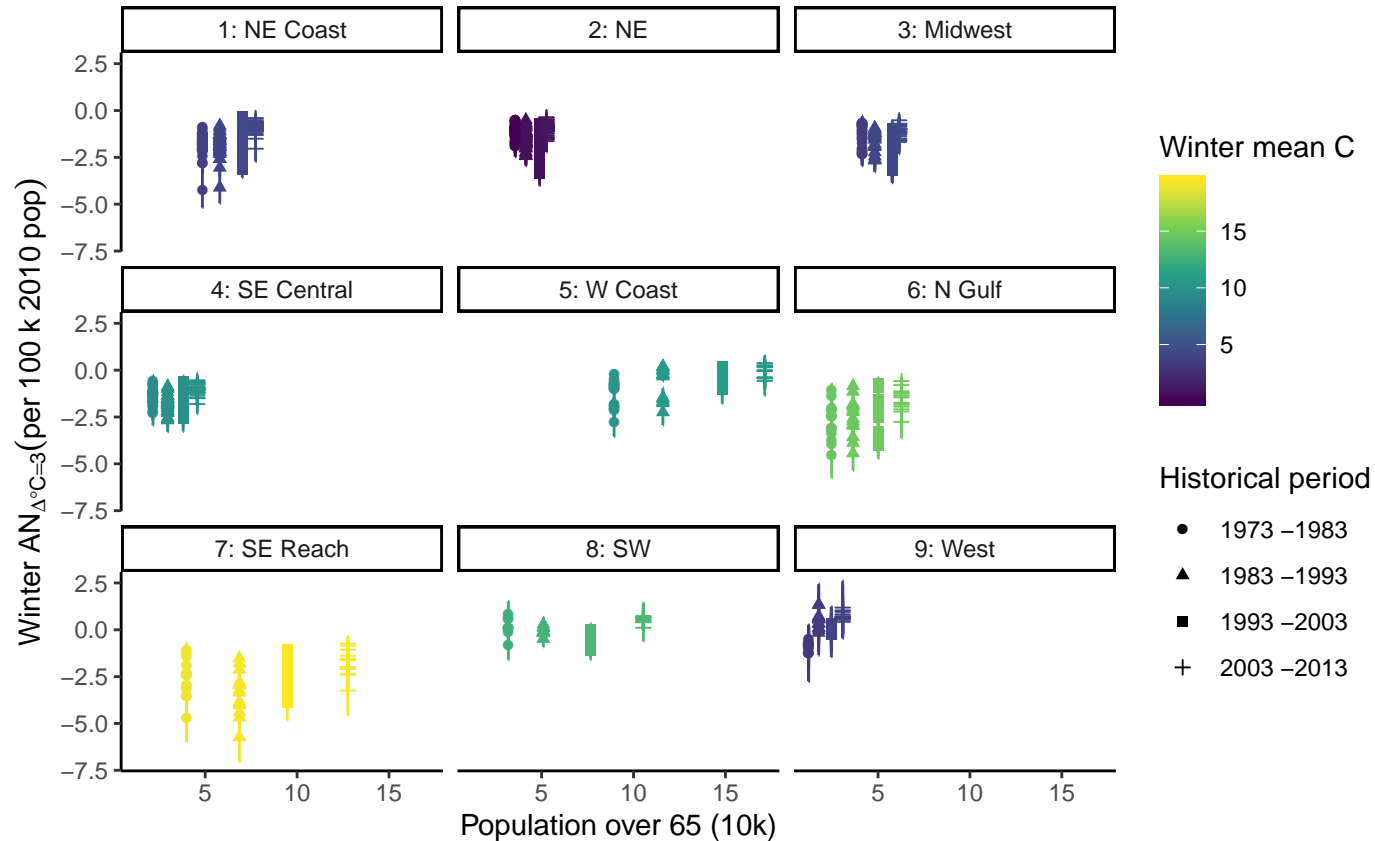 1: NE Coast
2: NE
3: Midwest
2.5
0.0
−2.5
−5.0
−7.5
4: SE Central
5: W Coast
6: N Gulf
2.5
0.0
−2.5
−5.0
−7.5
7: SE Reach
8: SW
9: West
2.5
0.0
−2.5
−5.0
−7.5
5 10 15
5 10 15
5 10 15
Population over 65 (10k)
Winter AN Δ°C=3 (per 100 k 2010 pop)
Winter mean C
15
10
5
Historical period
1973 −1983
1983 −1993
1993 −2003
2003 −2013